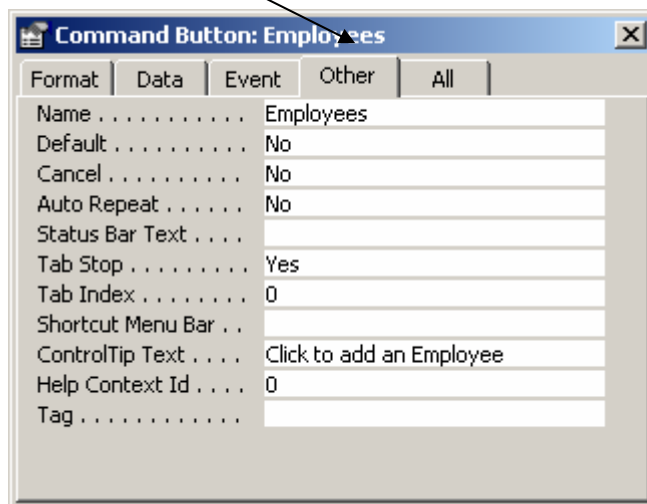 Command Button: Employees
Format Data Event Other All
Name . . . . . . . . . . . Employees
Default . . . . . . . . . . No
Cancel . . . . . . . . . . No
Auto Repeat . . . . . . No
Status Bar Text . . . .
Tab Stop . . . . . . . . . Yes
Tab Index . . . . . . . . 0
Shortcut Menu Bar . .
ControlTip Text . . . . Click to add an Employee
Help Context Id . . . . 0
Tag . . . . . . . . . . . .